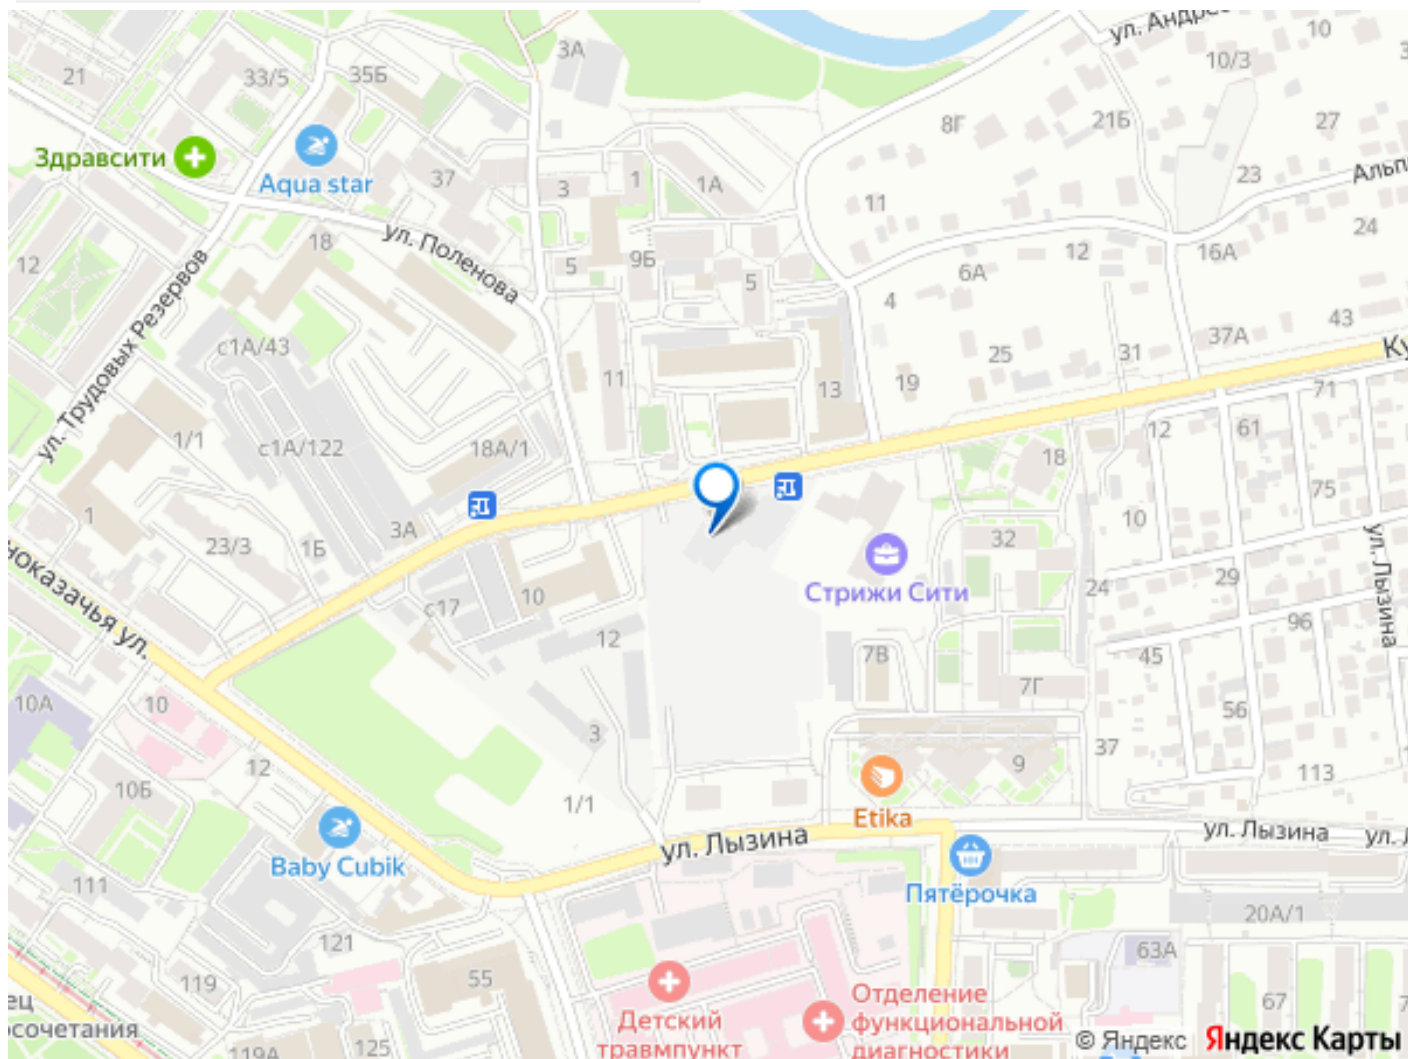 ул. Андре
10
10/3
3А
21
33/5
35Б
8Г
21Б
27
Здравсити
Aqua star
37
3
1
1А
11
23
Альп
ул. Поленова
18
12
5
9Б
5
6А
12
16А
24
ул. Трудовых Резервов
4
43
с1А/43
11
13
19
25
31
37А
Ку
71
1/1
с1А/122
18А/1
12
61
18
75
1
3А
10
23/3
1Б
32
ул. Лызина
Стрижи Сити
24
29
ноказачья ул.
с17
10
12
96
7В
45
7Г
10А
10
56
3
37
12
9
113
10Б
1/1
Etika
ул. Лызина
ул. Лызина
ул. Л
Baby Cubik
Пятёрочка
111
20А/1
121
63А
119
55
67
7
ец
сочетания
Отделение
функциональной
диагностики
Детский
травмпункт
119А
125
© Яндекс Яндекс Карты